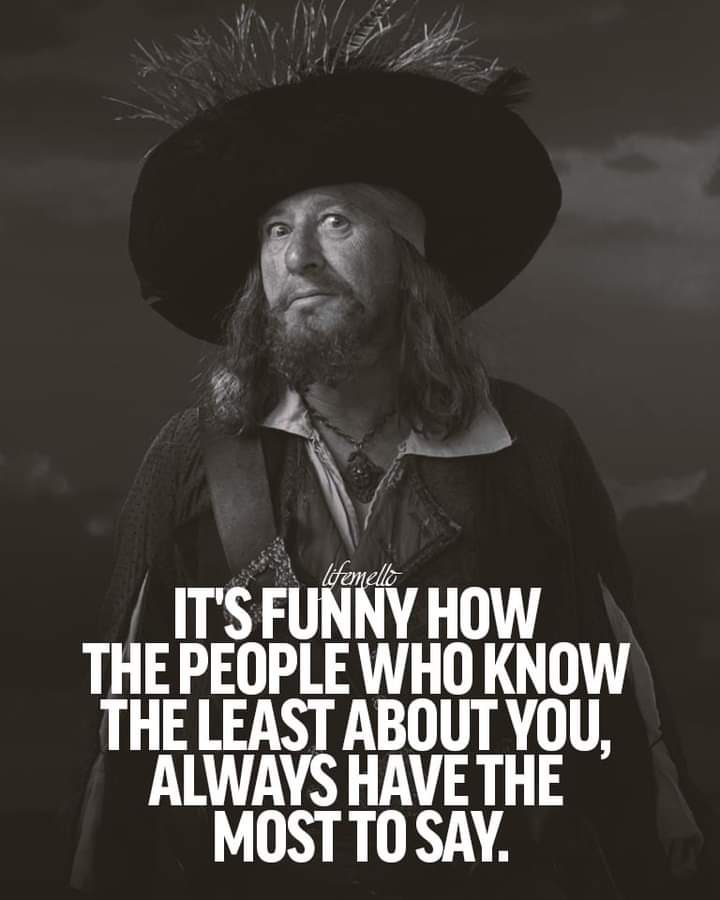 lifemello
IT'S FUNNY HOW
THE PEOPLE WHO KNOW
THE LEAST ABOUT YOU,
ALWAYS HAVE THE
MOST TO SAY.